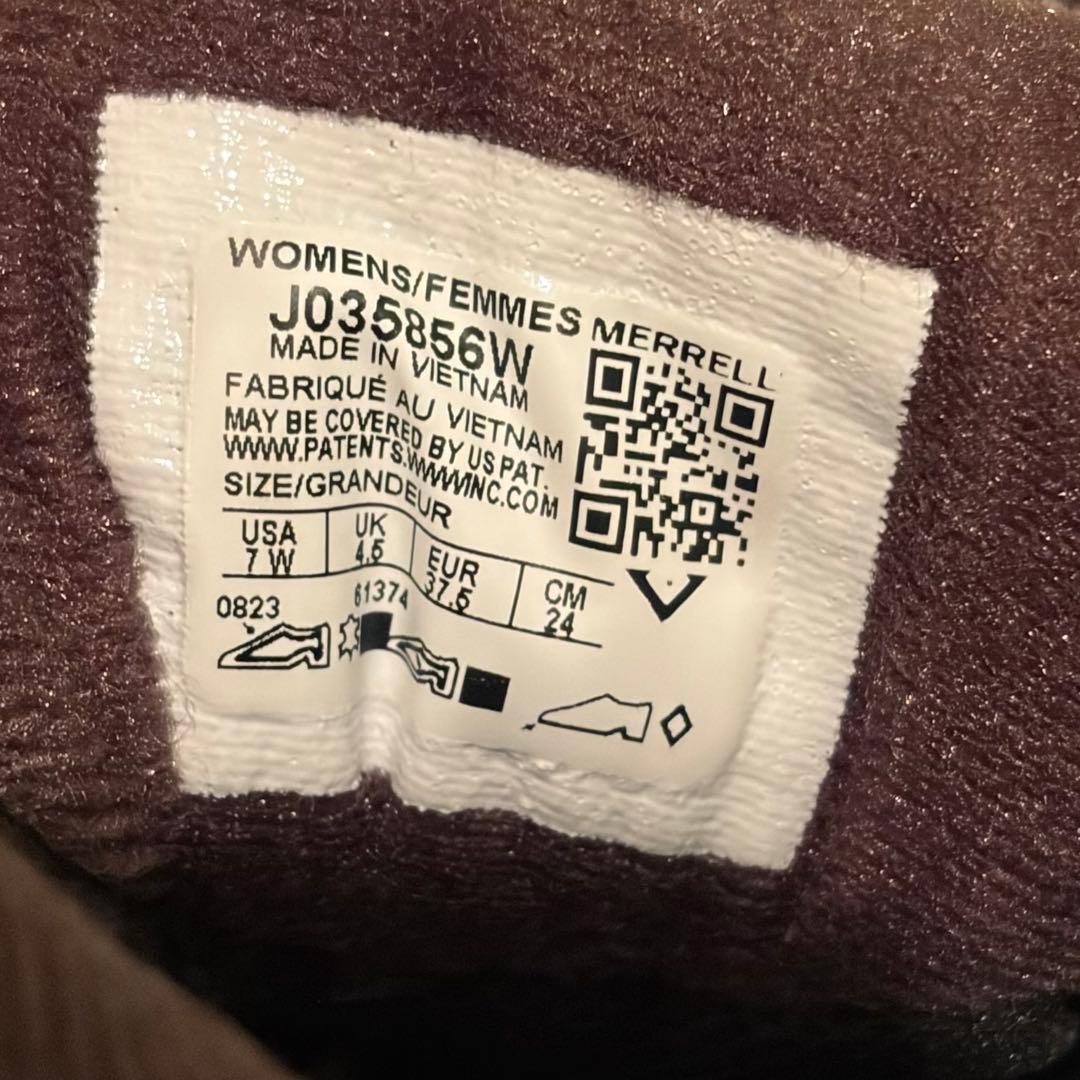 WOMENS/FEMMES MERRELL
J035856W
MADE IN VIETNAM
FABRIQUÉ AU VIETNAM
MAY BE COVERED BY US PAT.
WWW.PATENTS.WWWINC.COM
SIZE/GRANDEUR
USA UK EUR CM
7 W 4.5 37.5 24
0823 61374